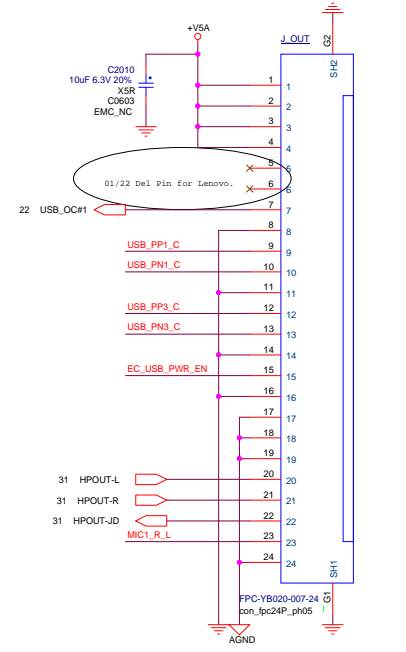 +V5A
J_OUT
G2
SH2
C2010
10uF 6.3V 20%
X5R
C0603
EMC_NC
1 1
2 2
3 3
4 4
5 5
01/22 Del Pin for Lenovo.
6 6
22 USB_OC#1 7 7
8 8
USB_PP1_C 9 9
USB_PN1_C 10 10
11 11
USB_PP3_C 12 12
USB_PN3_C 13 13
14 14
EC_USB_PWR_EN 15 15
16 16
17 17
18 18
19 19
31 HPOUT-L 20 20
31 HPOUT-R 21 21
31 HPOUT-JD 22 22
MIC1_R_L 23 23
24 24
SH1
G1
FPC-YB020-007-24
con_fpc24P_ph05
AGND